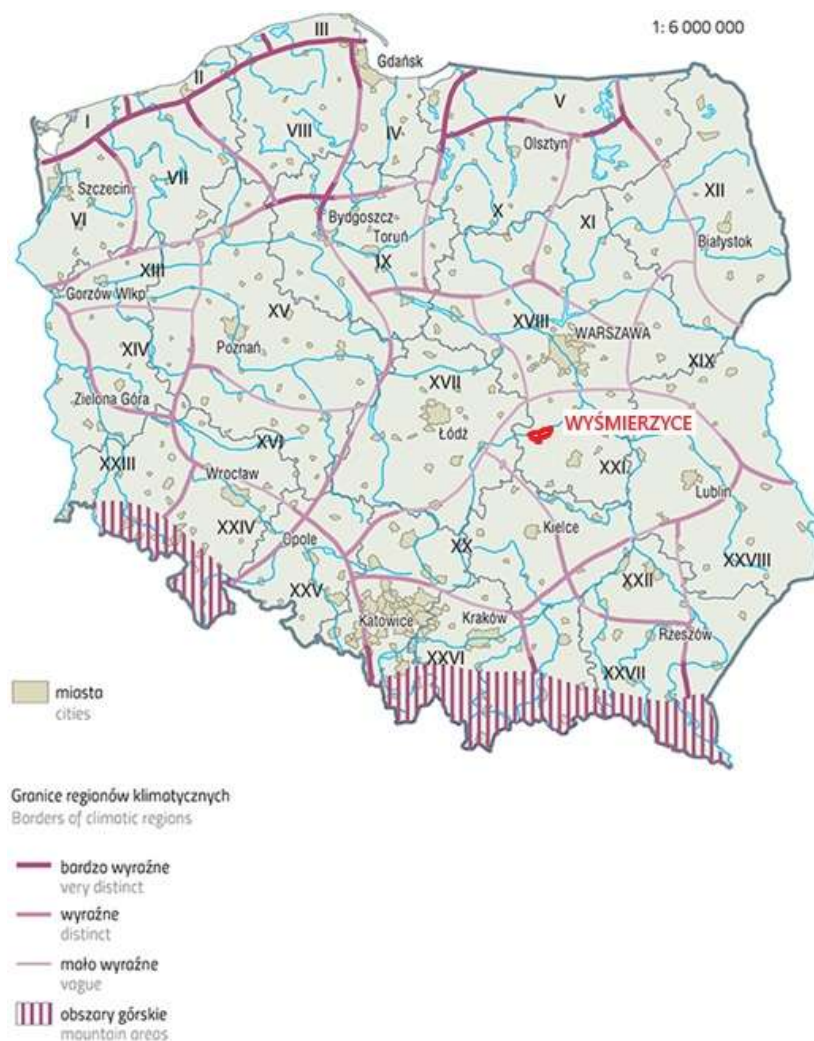 1: 6 000 000
III
Gdańsk
II
I
V
VIII
IV
Olsztyn
VII
Szczecin
XII
VI
Bydgoszcz
X
XI
Toruń
Białystok
IX
XIII
Gorzów Wlkp.
XV
XVIII
WARSZAWA
XIV
Poznań
XIX
XVII
Zielona Góra
Łódź
WYŚMIERZYCE
XVI
XXIII
Wrocław
XXI
Lublin
XXIV
Kielce
Opole
XX
XXVIII
XXV
XXII
Katowice
Kraków
Rzeszów
XXVI
XXVII
miasta
cities
Granice regionów klimatycznych
Borders of climatic regions
bardzo wyraźne
very distinct
wyraźne
distinct
mało wyraźne
vague
obszary górskie
mountain areas